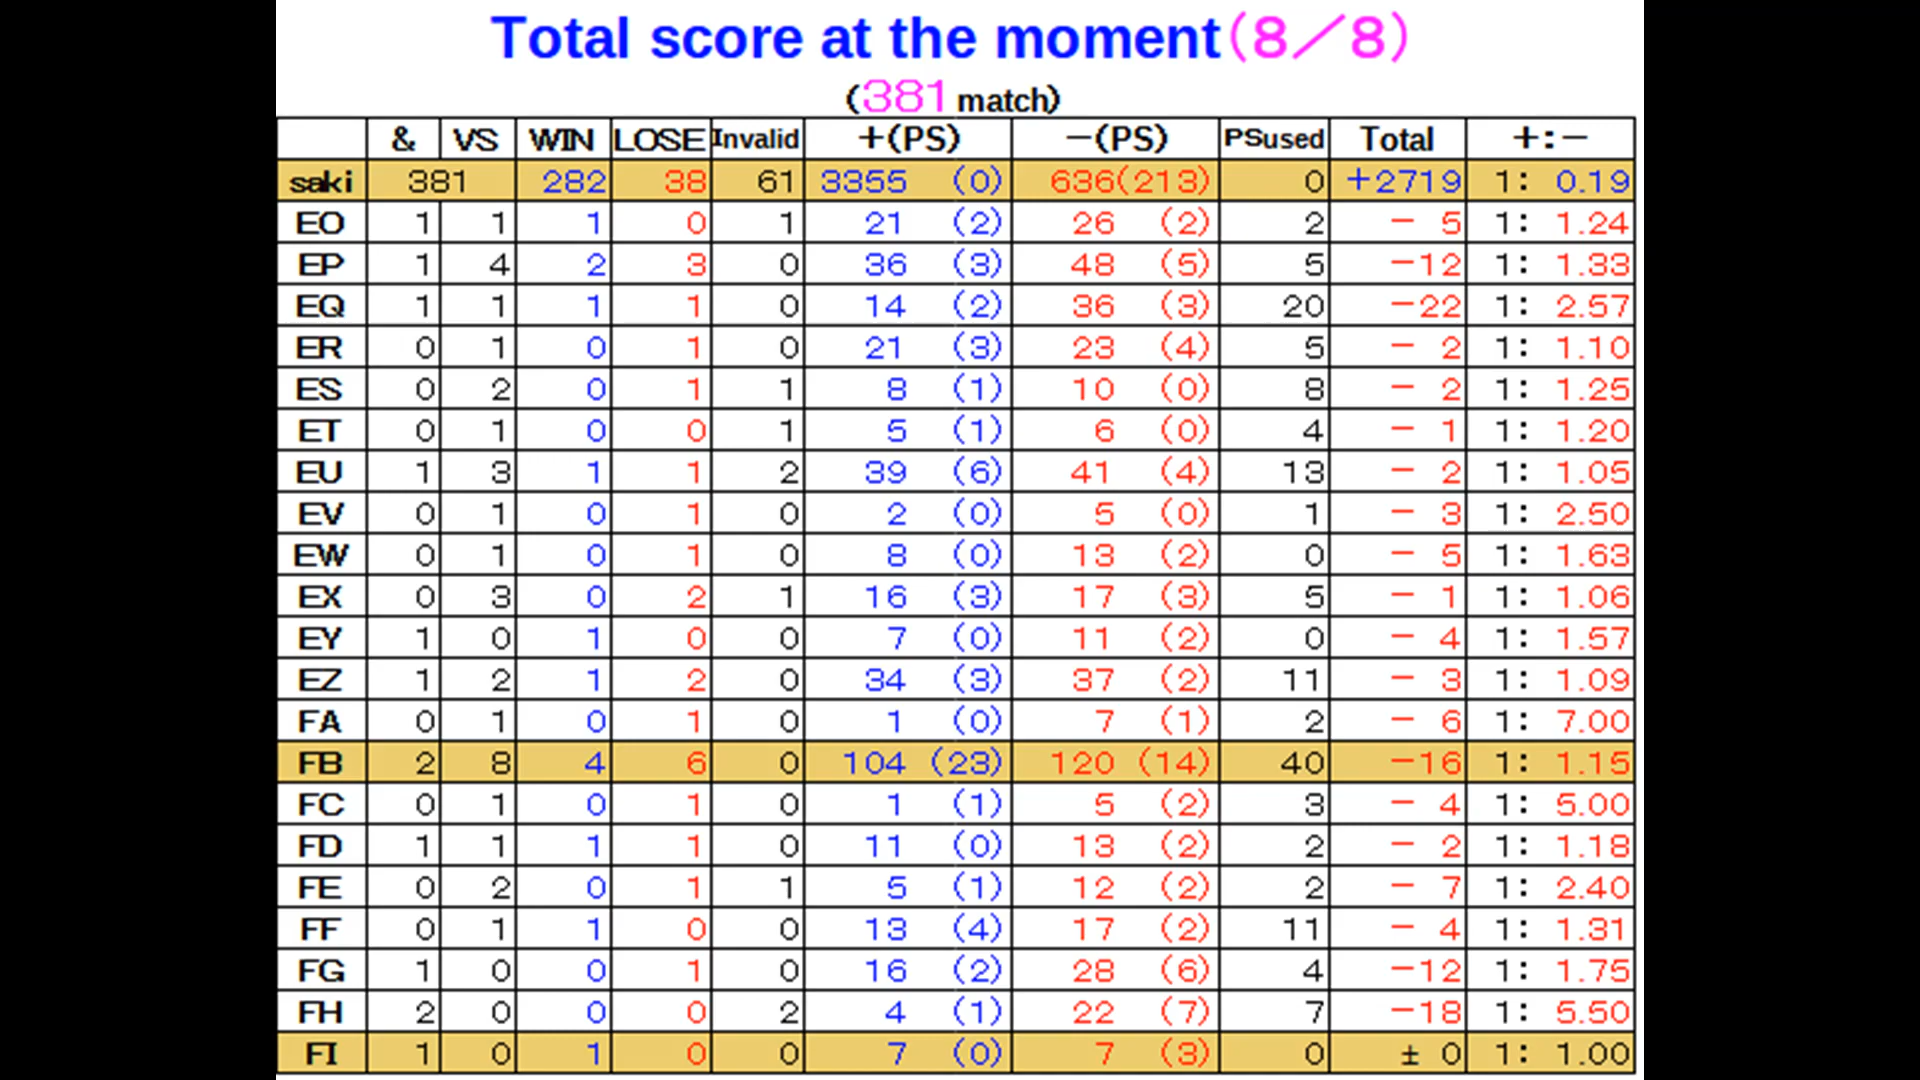 Total score at the moment(8／8)
(381 match)
& VS WIN LOSE Invalid +(PS) −(PS) PSused Total +:−
saki 381 282 38 61 3355 (0) 636(213) 0 +2719 1: 0.19
EO 1 1 1 0 1 21 (2) 26 (2) 2 − 5 1: 1.24
EP 1 4 2 3 0 36 (3) 48 (5) 5 −12 1: 1.33
EQ 1 1 1 1 0 14 (2) 36 (3) 20 −22 1: 2.57
ER 0 1 0 1 0 21 (3) 23 (4) 5 − 2 1: 1.10
ES 0 2 0 1 1 8 (1) 10 (0) 8 − 2 1: 1.25
ET 0 1 0 0 1 5 (1) 6 (0) 4 − 1 1: 1.20
EU 1 3 1 1 2 39 (6) 41 (4) 13 − 2 1: 1.05
EV 0 1 0 1 0 2 (0) 5 (0) 1 − 3 1: 2.50
EW 0 1 0 1 0 8 (0) 13 (2) 0 − 5 1: 1.63
EX 0 3 0 2 1 16 (3) 17 (3) 5 − 1 1: 1.06
EY 1 0 1 0 0 7 (0) 11 (2) 0 − 4 1: 1.57
EZ 1 2 1 2 0 34 (3) 37 (2) 11 − 3 1: 1.09
FA 0 1 0 1 0 1 (0) 7 (1) 2 − 6 1: 7.00
FB 2 8 4 6 0 104 (23) 120 (14) 40 −16 1: 1.15
FC 0 1 0 1 0 1 (1) 5 (2) 3 − 4 1: 5.00
FD 1 1 1 1 0 11 (0) 13 (2) 2 − 2 1: 1.18
FE 0 2 0 1 1 5 (1) 12 (2) 2 − 7 1: 2.40
FF 0 1 1 0 0 13 (4) 17 (2) 11 − 4 1: 1.31
FG 1 0 0 1 0 16 (2) 28 (6) 4 −12 1: 1.75
FH 2 0 0 0 2 4 (1) 22 (7) 7 −18 1: 5.50
FI 1 0 1 0 0 7 (0) 7 (3) 0 ± 0 1: 1.00